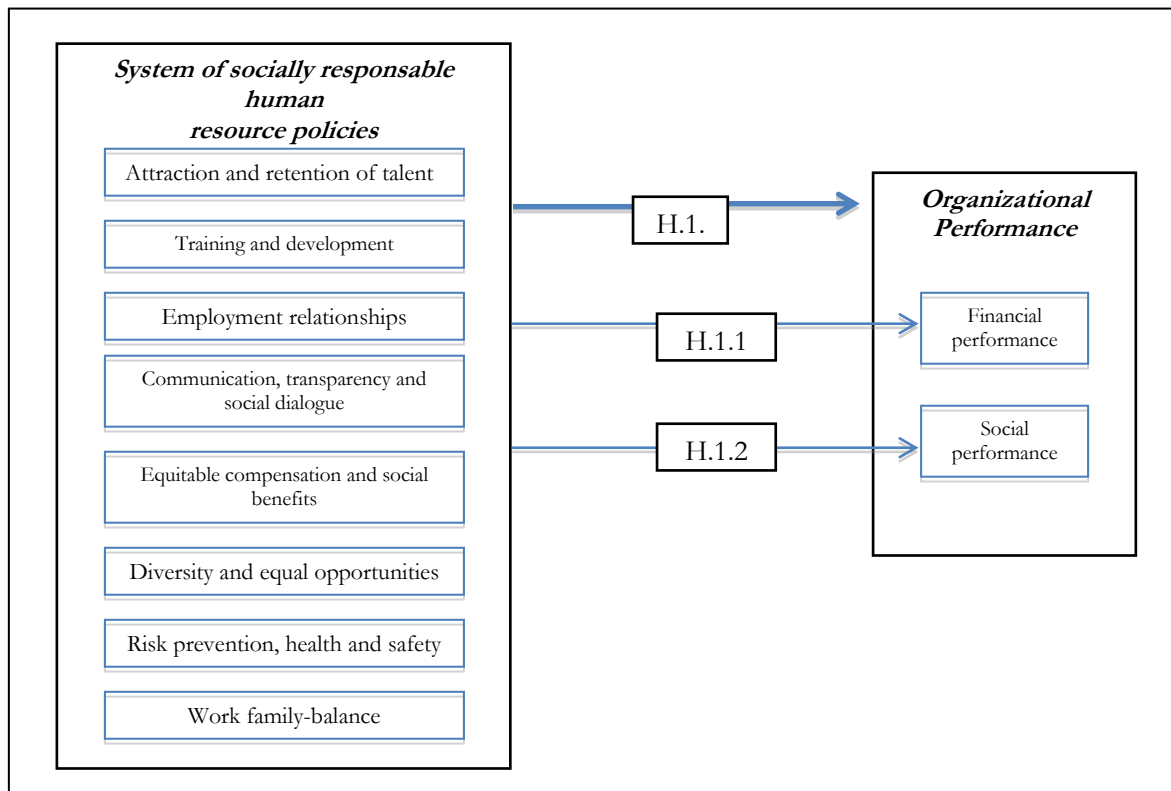 System of socially responsable
human
resource policies
Attraction and retention of talent
Training and development
Employment relationships
Communication, transparency and
social dialogue
Equitable compensation and social
benefits
Diversity and equal opportunities
Risk prevention, health and safety
Work family-balance
H.1.
H.1.1
H.1.2
Organizational
Performance
Financial
performance
Social
performance